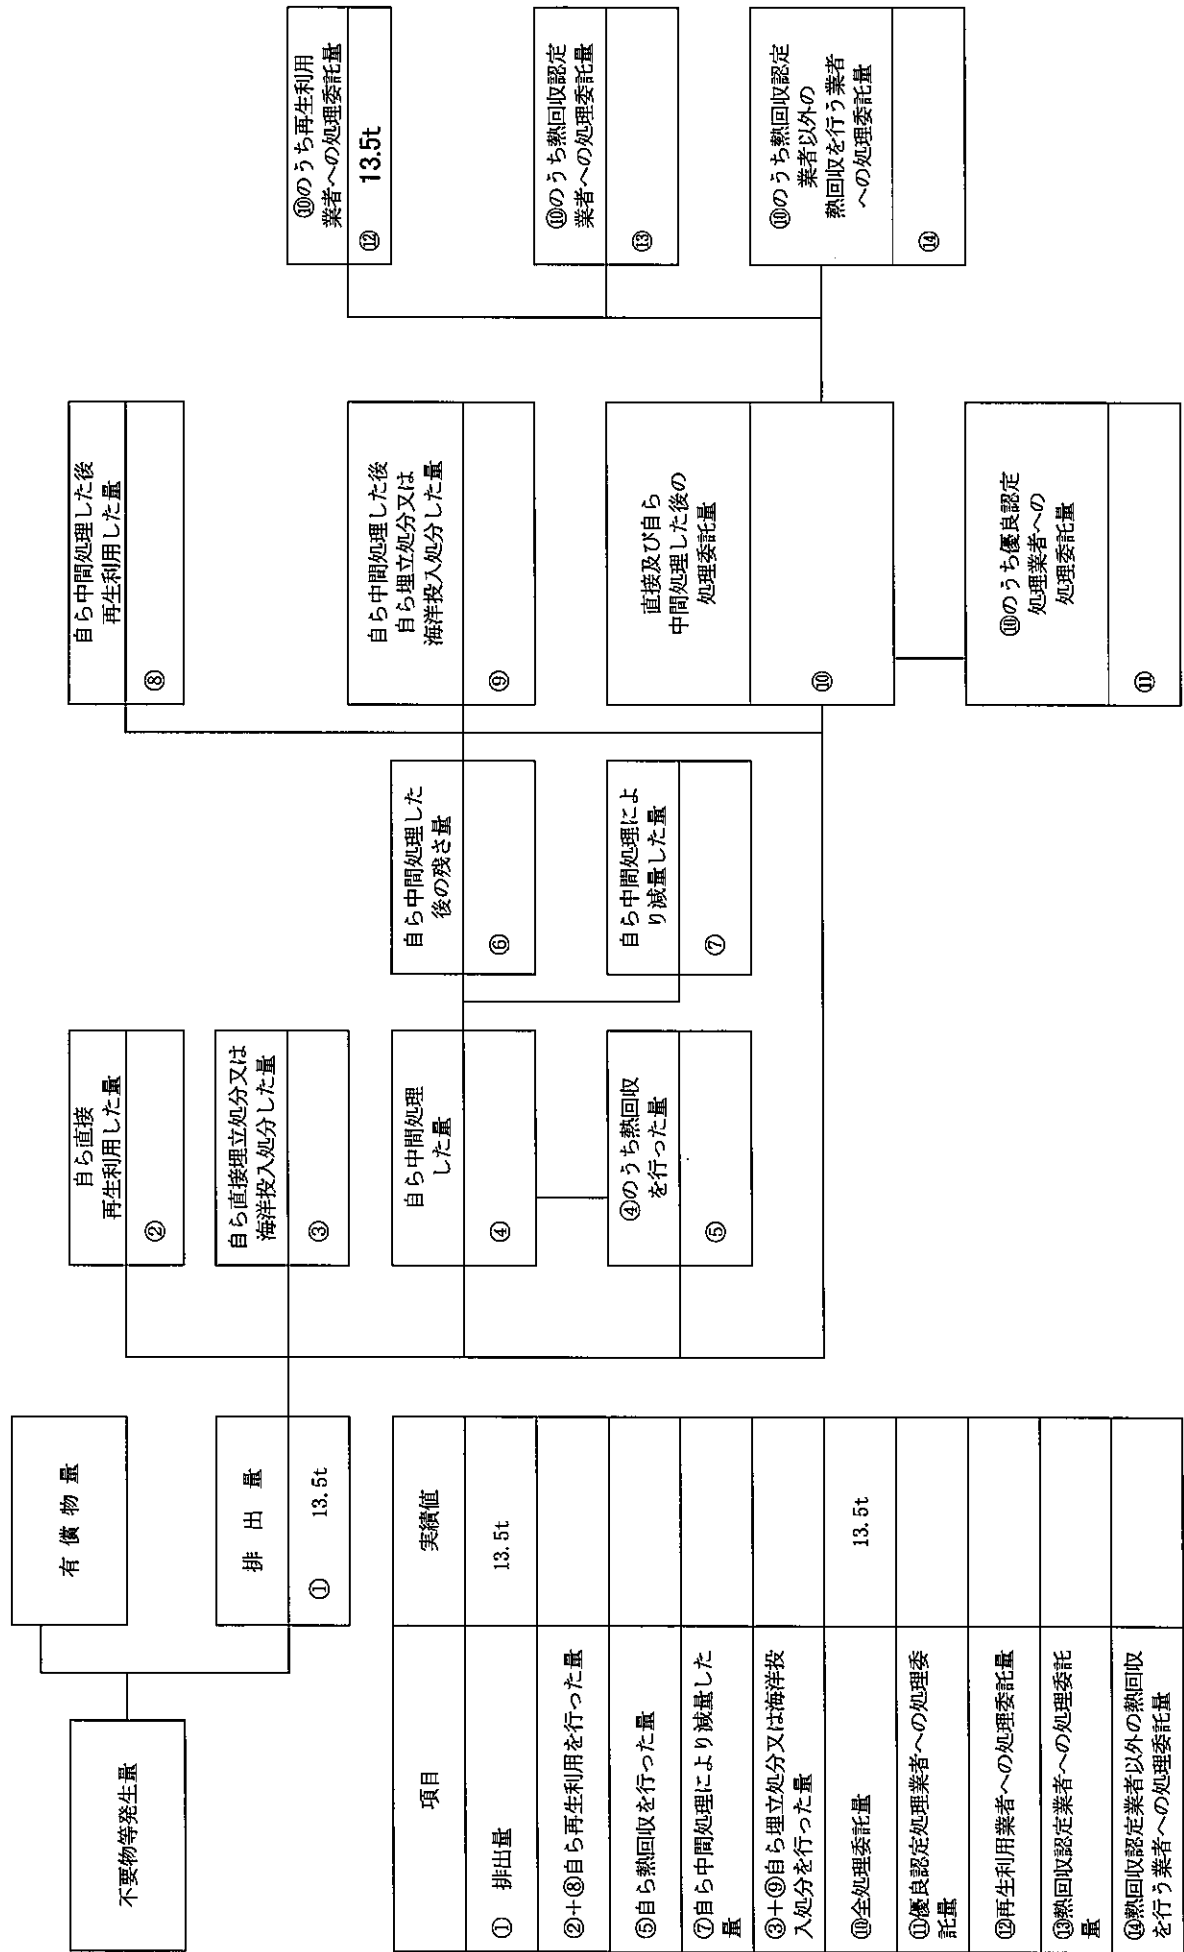 不要物等発生量
有償物量
排出量
① 13.5t
自ら直接
再生利用した量
②
自ら直接埋立処分又は
海洋投入処分した量
③
自ら中間処理
した量
④
④のうち熱回収
を行った量
⑤
自ら中間処理した
後の残さ量
⑥
自ら中間処理によ
り減量した量
⑦
自ら中間処理した後
再生利用した量
⑧
自ら中間処理した後
自ら埋立処分又は
海洋投入処分した量
⑨
直接及び自ら
中間処理した後の
処理委託量
⑩
⑩のうち優良認定
処理業者への
処理委託量
⑪
⑩のうち再生利用
業者への処理委託量
⑫ 13.5t
⑩のうち熱回収認定
業者への処理委託量
⑬
⑩のうち熱回収認定
業者以外の
熱回収を行う業者
への処理委託量
⑭
項目 実績値
① 排出量 13.5t
②+⑧自ら再生利用を行った量
⑤自ら熱回収を行った量
⑦自ら中間処理により減量した
量
③+⑨自ら埋立処分又は海洋投
入処分を行った量
⑩全処理委託量 13.5t
⑪優良認定処理業者への処理委
託量
⑫再生利用業者への処理委託量
⑬熱回収認定業者への処理委託
量
⑭熱回収認定業者以外の熱回収
を行う業者への処理委託量